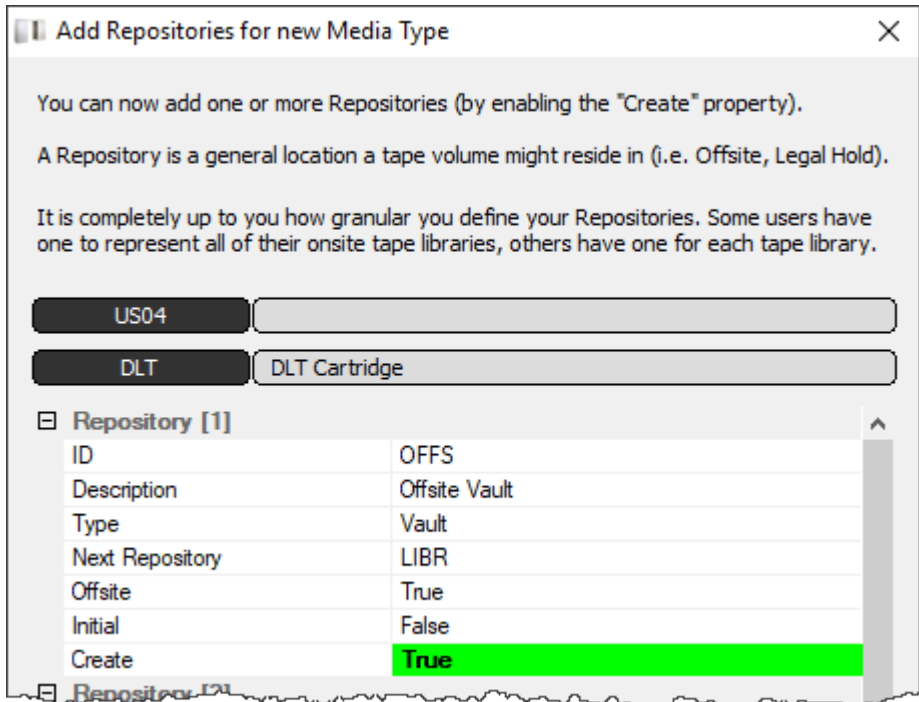 Add Repositories for new Media Type
You can now add one or more Repositories (by enabling the "Create" property).
A Repository is a general location a tape volume might reside in (i.e. Offsite, Legal Hold).
It is completely up to you how granular you define your Repositories. Some users have
one to represent all of their onsite tape libraries, others have one for each tape library.
US04
DLT DLT Cartridge
Repository [1]
ID OFFS
Description Offsite Vault
Type Vault
Next Repository LIBR
Offsite True
Initial False
Create True
Repository [2]